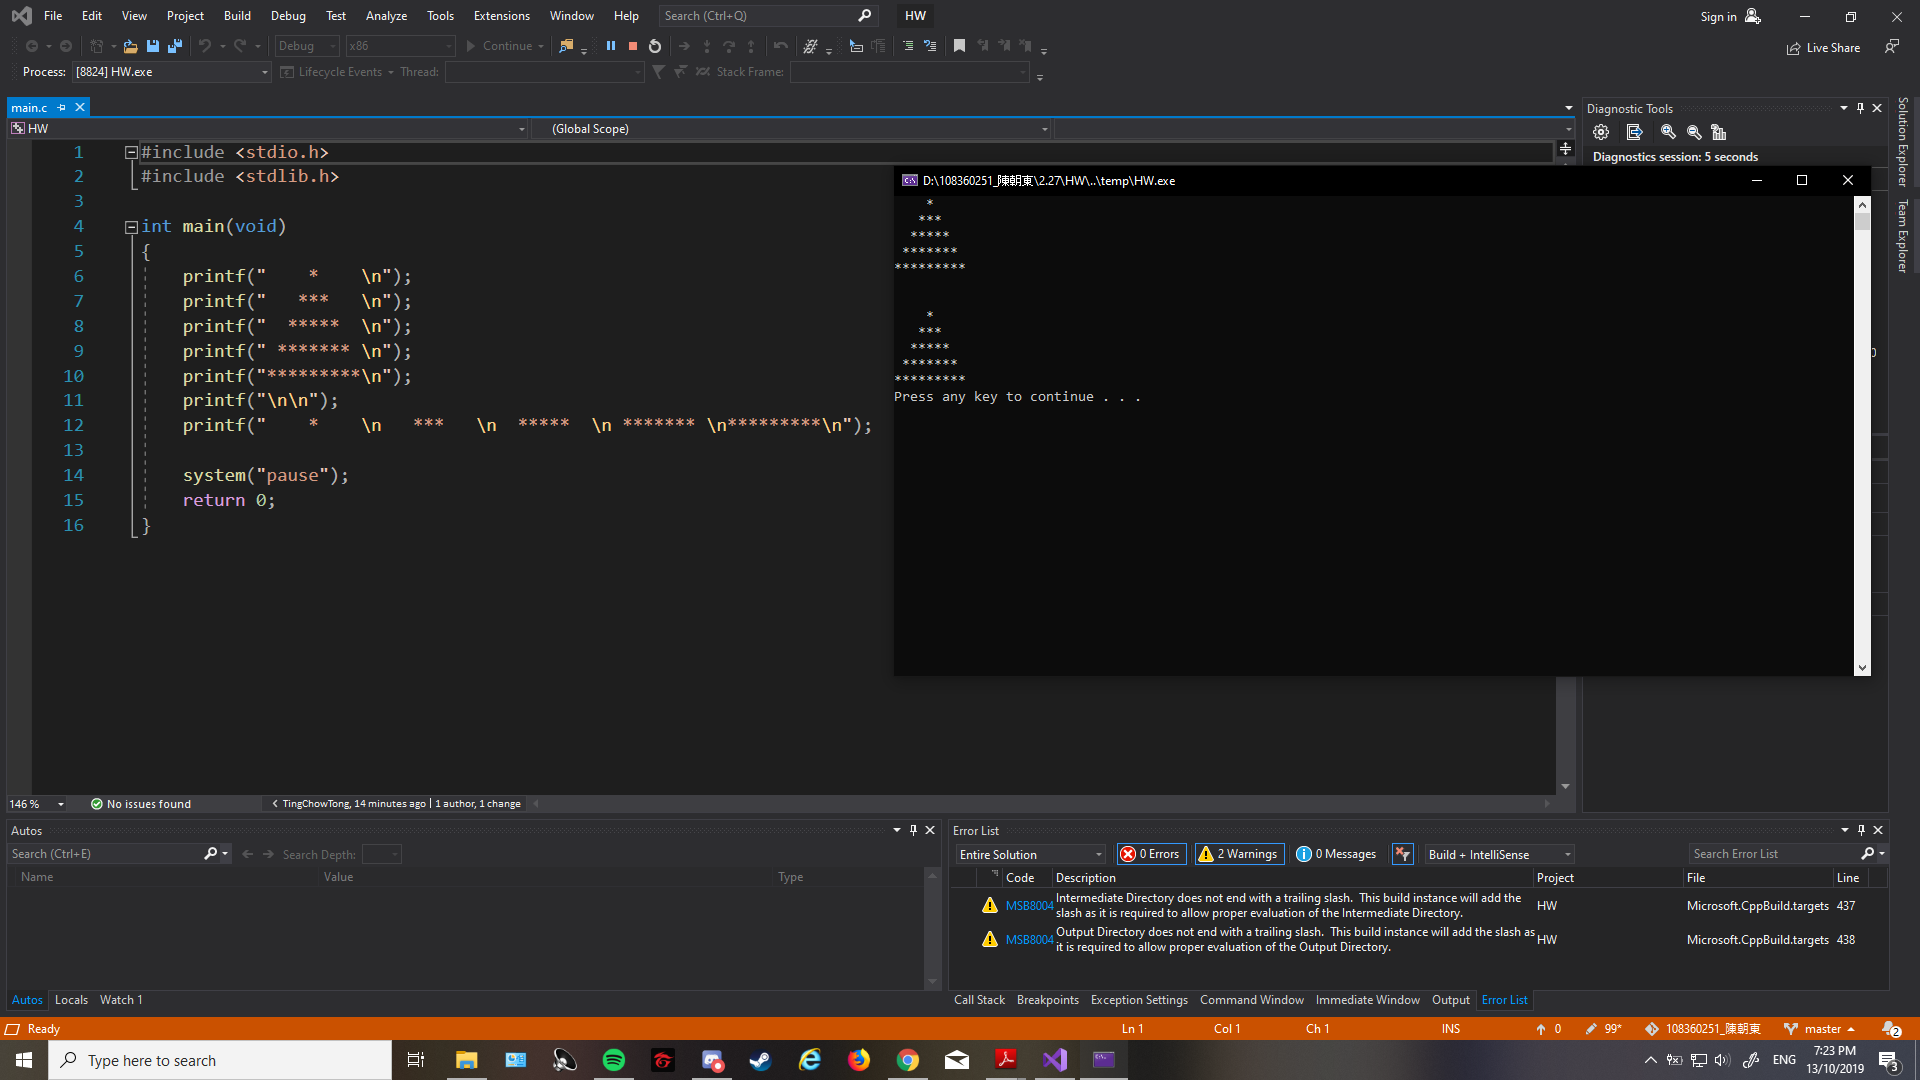 File Edit View Project Build Debug Test Analyze Tools Extensions Window Help Search (Ctrl+Q) HW Sign in
Debug x86 Continue Live Share
Process: [8824] HW.exe Lifecycle Events Thread: Stack Frame:
main.c
HW (Global Scope)
1 #include <stdio.h>
2 #include <stdlib.h>
3
4 int main(void)
5 {
6     printf("    *    \n");
7     printf("   ***   \n");
8     printf("  *****  \n");
9     printf(" ******* \n");
10     printf("*********\n");
11     printf("\n\n");
12     printf("    *    \n   ***   \n  *****  \n ******* \n*********\n");
13
14     system("pause");
15     return 0;
16 }
Diagnostic Tools
Diagnostics session: 5 seconds
Solution Explorer
Team Explorer
D:\108360251_陳朝東\2.27\HW\..\temp\HW.exe
    *
   ***
  *****
 *******
*********
    *
   ***
  *****
 *******
*********
Press any key to continue . . .
146 % No issues found TingChowTong, 14 minutes ago | 1 author, 1 change
Autos
Search (Ctrl+E) Search Depth:
Name Value Type
Autos Locals Watch 1
Error List
Entire Solution 0 Errors 2 Warnings 0 Messages Build + IntelliSense Search Error List
Code Description Project File Line
MSB8004 Intermediate Directory does not end with a trailing slash.  This build instance will add the
slash as it is required to allow proper evaluation of the Intermediate Directory. HW Microsoft.CppBuild.targets 437
MSB8004 Output Directory does not end with a trailing slash.  This build instance will add the slash as
it is required to allow proper evaluation of the Output Directory. HW Microsoft.CppBuild.targets 438
Call Stack Breakpoints Exception Settings Command Window Immediate Window Output Error List
Ready Ln 1 Col 1 Ch 1 INS 0 99* 108360251_陳朝東 master 2
Type here to search ENG 7:23 PM
13/10/2019 3